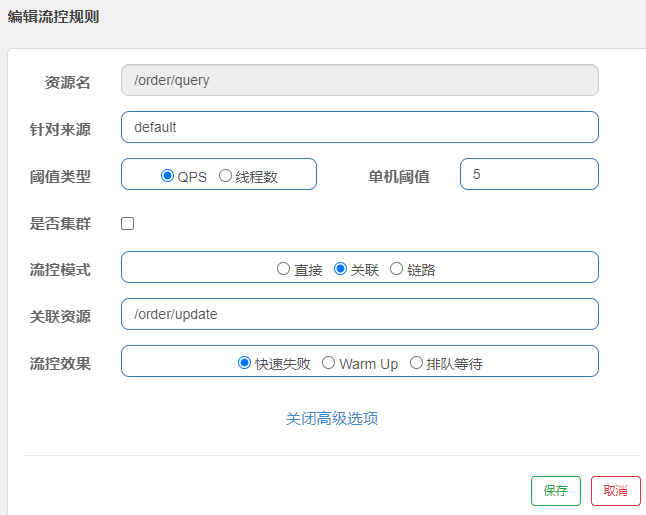 编辑流控规则
资源名 /order/query
针对来源 default
阈值类型 QPS 线程数 单机阈值 5
是否集群
流控模式 直接 关联 链路
关联资源 /order/update
流控效果 快速失败 Warm Up 排队等待
关闭高级选项
保存 取消